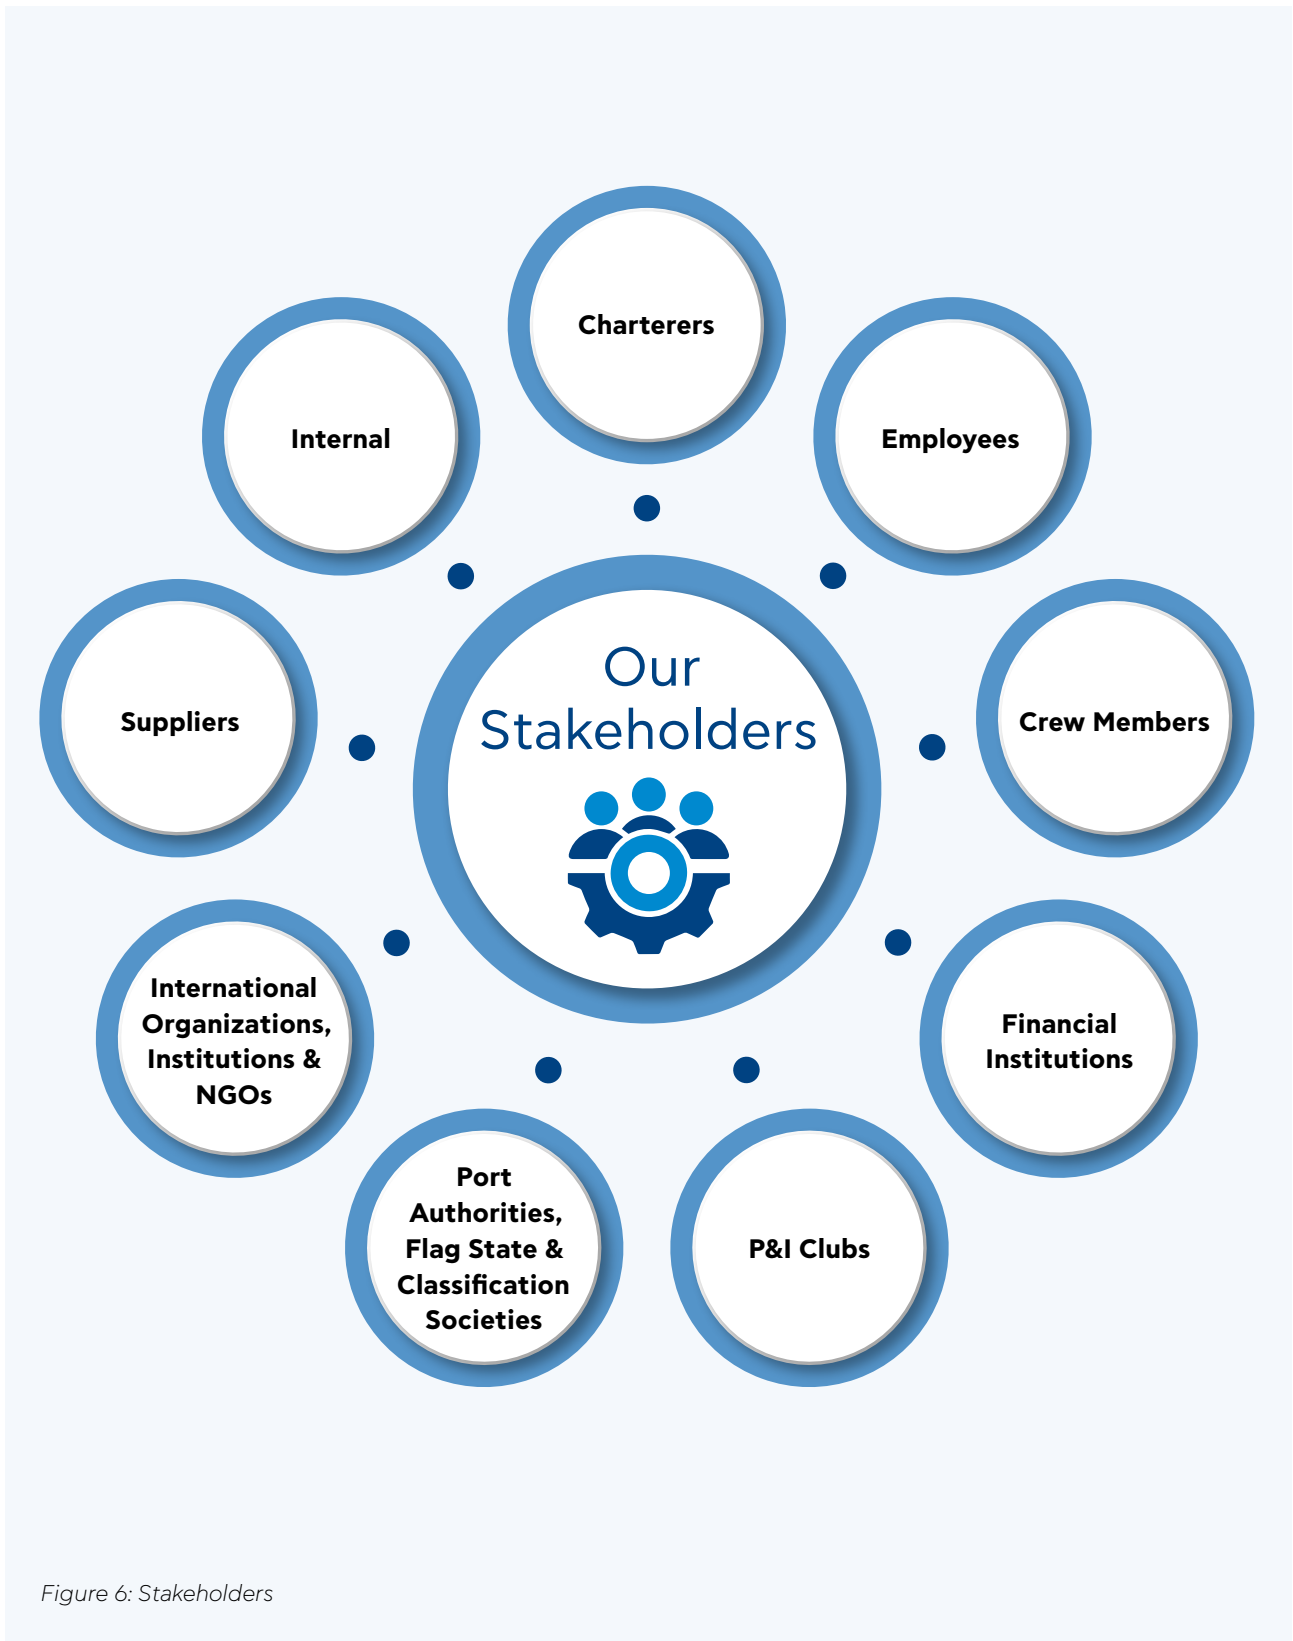 Charterers
Internal
Employees
Our
Stakeholders
Suppliers
Crew Members
International
Organizations,
Institutions &
NGOs
Financial
Institutions
Port
Authorities,
Flag State &
Classification
Societies
P&I Clubs
Figure 6: Stakeholders